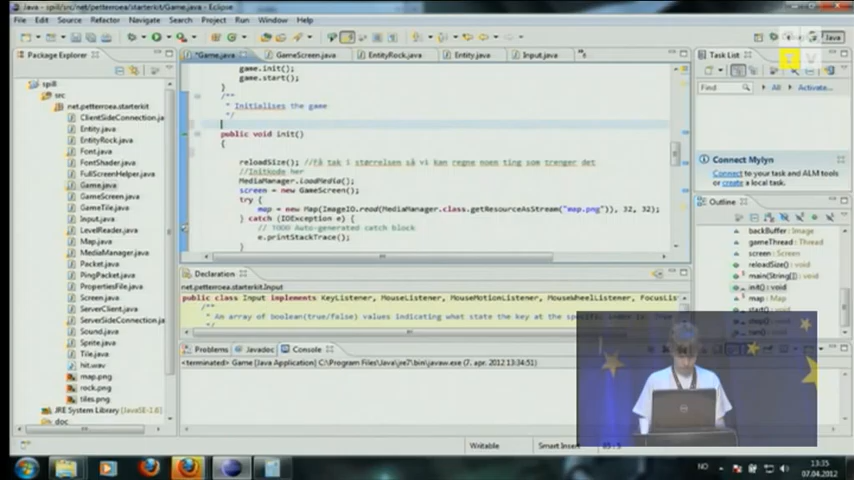 Java - spill/src/net/petterroea/starterkit/Game.java - Eclipse
File Edit Source Refactor Navigate Search Project Run Window Help
Java
Package Explorer
*Game.java GameScreen.java EntityRock.java Entity.java Input.java
Task List
Find All Activate...
Connect Mylyn
Connect to your task and ALM tools
or create a local task.
Outline
backBuffer : Image
gameThread : Thread
screen : Screen
reloadSize() : void
main(String[])
init() : void
map : Map
spill
src
net.petterroea.starterkit
ClientSideConnection.ja
Entity.java
EntityRock.java
Font.java
FontShader.java
FullScreenHelper.java
Game.java
GameScreen.java
GameTile.java
Input.java
LevelReader.java
Map.java
MediaManager.java
Packet.java
PingPacket.java
PropertiesFile.java
Screen.java
ServerConnection.java
ServerSideConnection.ja
Sound.java
Sprite.java
Tile.java
hit.wav
map.png
rock.png
tiles.png
JRE System Library [JavaSE-1.6]
doc
game.init();
game.start();
}
/**
* Initialises the game
*/
public void init()
{
reloadSize(); //Få tak i størrelsen så vi kan regne noen ting som trenger det
//Initkode her
MediaManager.loadMedia();
screen = new GameScreen();
try {
map = new Map(ImageIO.read(MediaManager.class.getResourceAsStream("map.png")), 32, 32);
} catch (IOException e) {
// TODO Auto-generated catch block
e.printStackTrace();
}
Declaration
net.petterroea.starterkit.Input
public class Input implements KeyListener, MouseListener, MouseMotionListener, MouseWheelListener, FocusList
/**
* An array of boolean(true/false) values indicating what state the key at the specific index is.
*/
Problems Javadoc Console
<terminated> Game [Java Application] C:\Program Files\Java\jre7\bin\javaw.exe (7. apr. 2012 13:34:51)
Writable Smart Insert
NO
13:35
07.04.2012